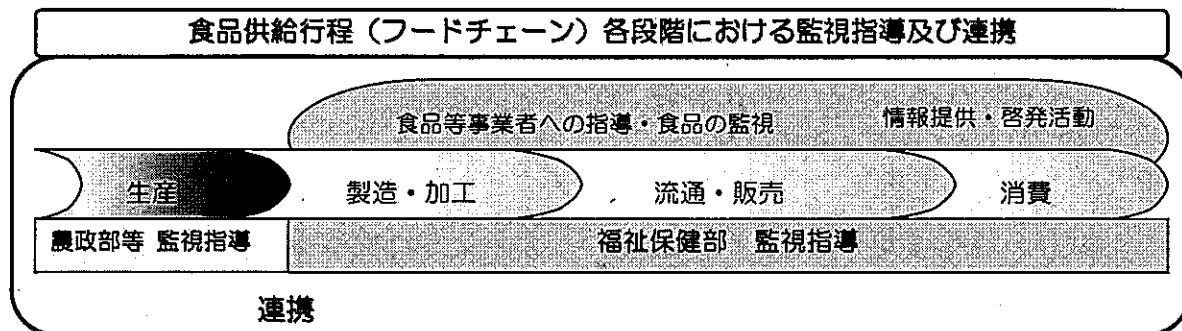 食品供給行程（フードチェーン）各段階における監視指導及び連携
食品等事業者への指導・食品の監視　情報提供・啓発活動
生産　製造・加工　流通・販売　消費
農政部等 監視指導　福祉保健部　監視指導
連携